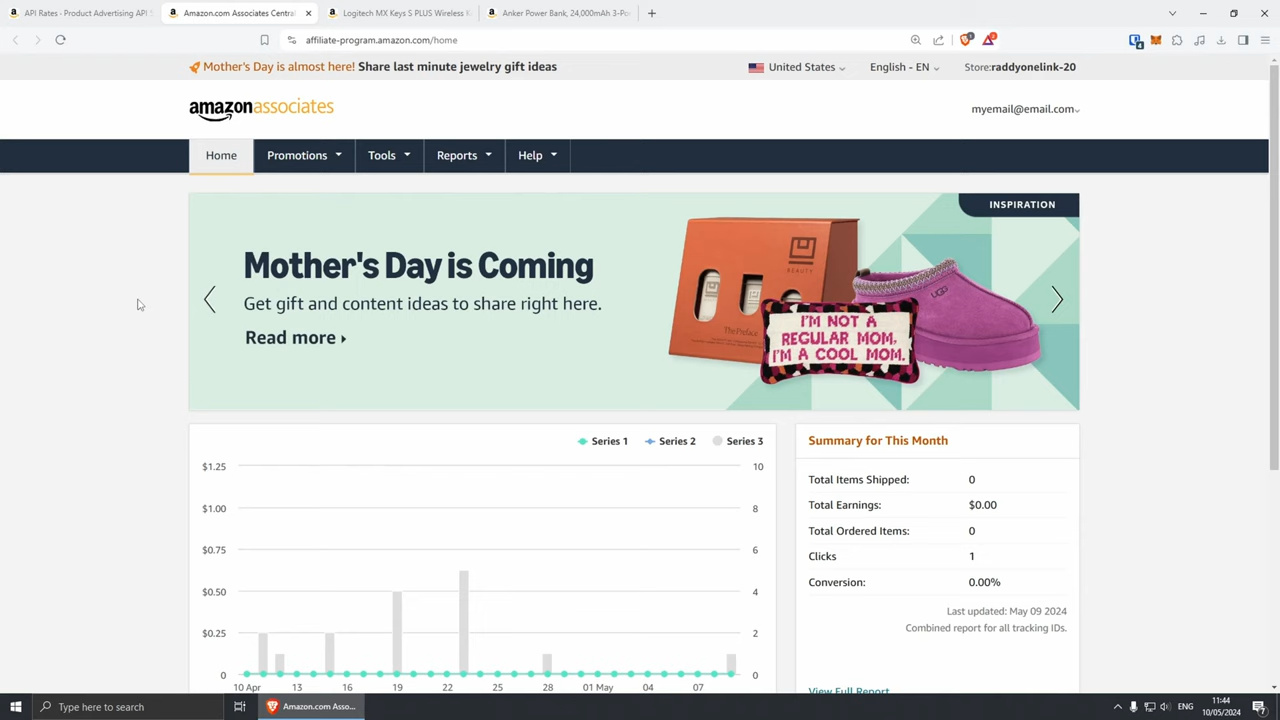 API Rates - Product Advertising API 5
Amazon.com Associates Central
Logitech MX Keys S PLUS Wireless K
Anker Power Bank, 24,000mAh 3-Po
affiliate-program.amazon.com/home
Mother's Day is almost here! Share last minute jewelry gift ideas
United States
English - EN
Store:raddyonelink-20
amazonassociates
myemail@email.com
Home
Promotions
Tools
Reports
Help
INSPIRATION
Mother's Day is Coming
Get gift and content ideas to share right here.
Read more
BEAUTY
The Preface
UGG
I'M NOT A
REGULAR MOM,
I'M A COOL MOM.
Series 1
Series 2
Series 3
$1.25
10
$1.00
8
$0.75
6
$0.50
4
$0.25
2
0
0
10 Apr
13
16
19
22
25
28
01 May
04
07
Summary for This Month
Total Items Shipped: 0
Total Earnings: $0.00
Total Ordered Items: 0
Clicks 1
Conversion: 0.00%
Last updated: May 09 2024
Combined report for all tracking IDs.
View Full Report
Type here to search
Amazon.com Asso...
ENG
11:44
10/05/2024